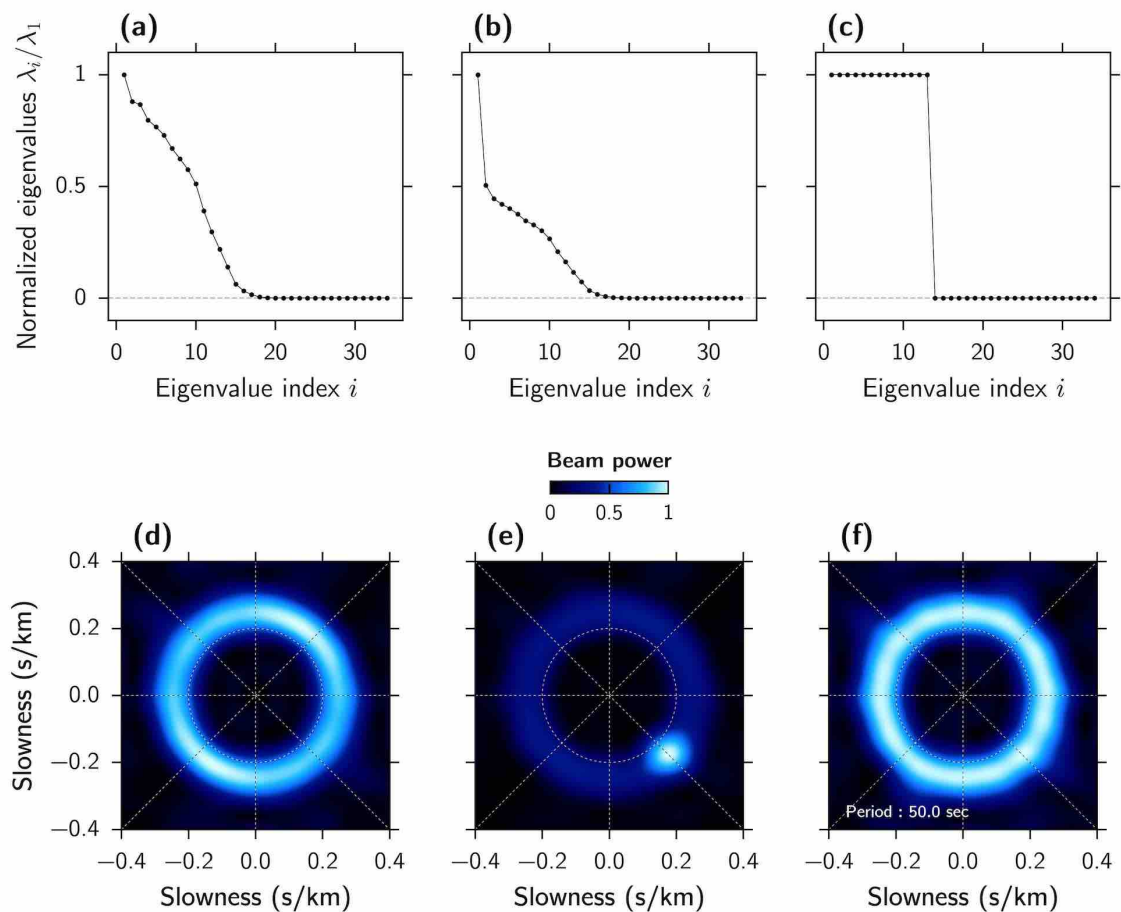 (a) (b) (c)
Normalized eigenvalues λᵢ/λ₁
1
0.5
0
0 10 20 30 0 10 20 30 0 10 20 30
Eigenvalue index i Eigenvalue index i Eigenvalue index i
Beam power
0 0.5 1
(d) (e) (f)
Slowness (s/km)
0.4
0.2
0.0
−0.2
−0.4
Period : 50.0 sec
−0.4 −0.2 0.0 0.2 0.4 −0.4 −0.2 0.0 0.2 0.4 −0.4 −0.2 0.0 0.2 0.4
Slowness (s/km) Slowness (s/km) Slowness (s/km)